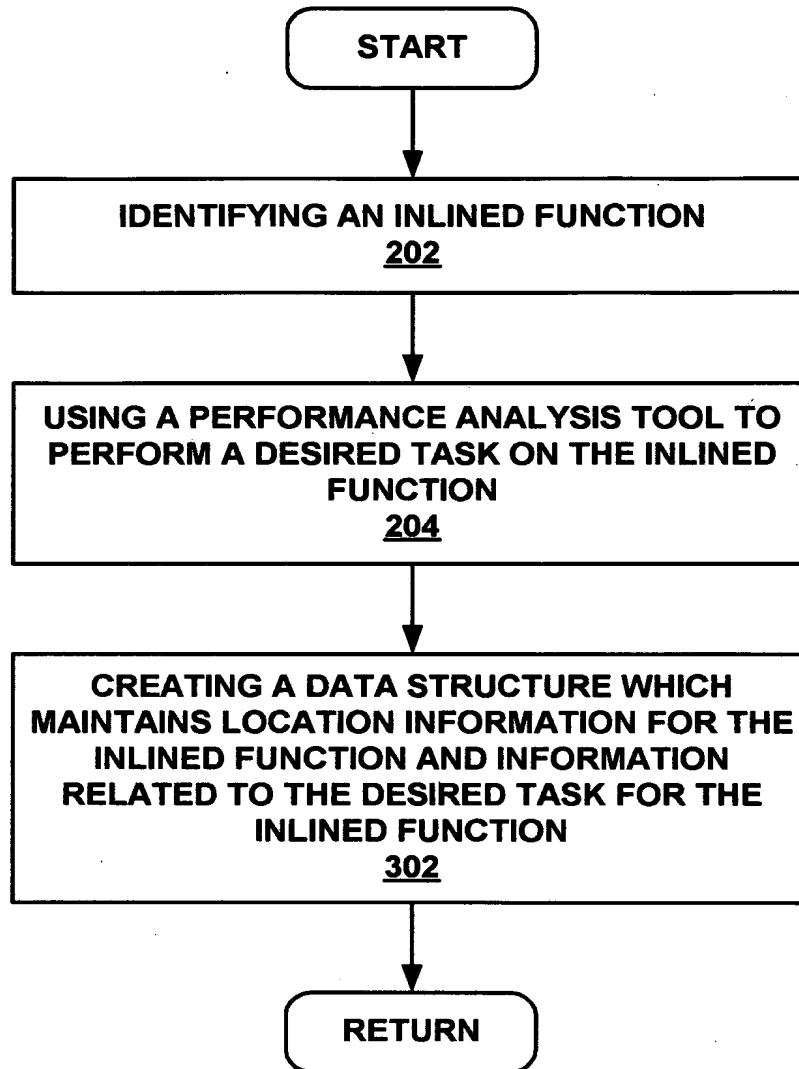 START
IDENTIFYING AN INLINED FUNCTION
202
USING A PERFORMANCE ANALYSIS TOOL TO
PERFORM A DESIRED TASK ON THE INLINED
FUNCTION
204
CREATING A DATA STRUCTURE WHICH
MAINTAINS LOCATION INFORMATION FOR THE
INLINED FUNCTION AND INFORMATION
RELATED TO THE DESIRED TASK FOR THE
INLINED FUNCTION
302
RETURN